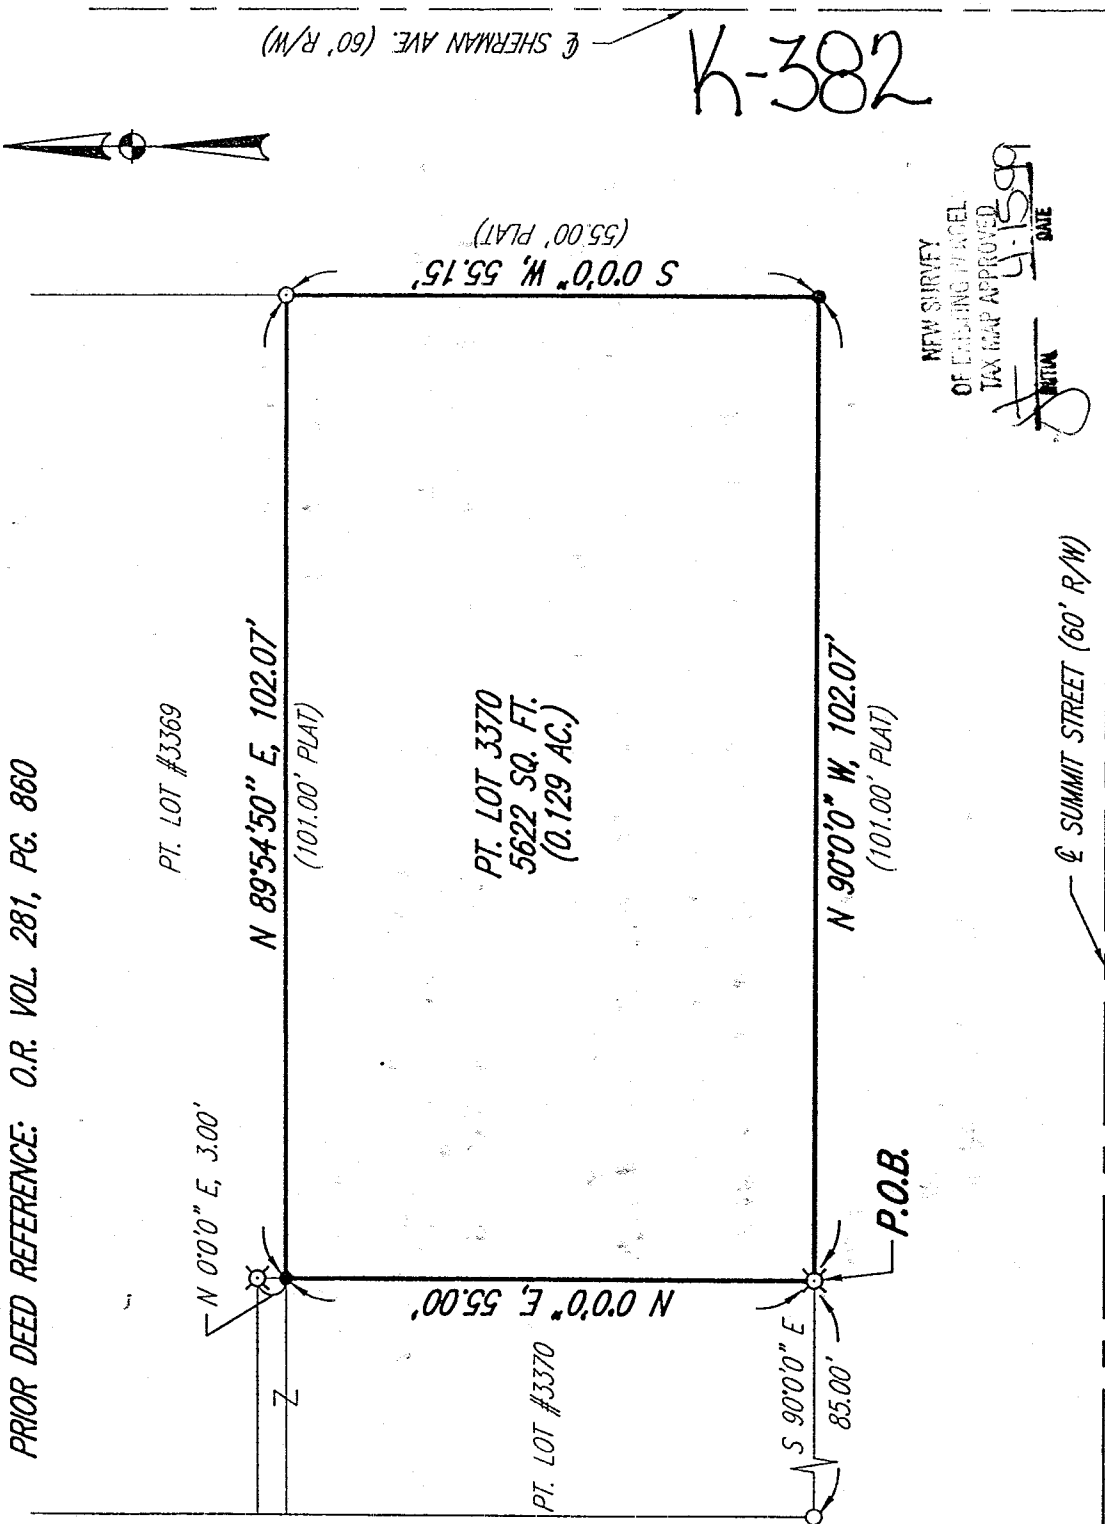 PRIOR DEED REFERENCE: O.R. VOL. 281, PG. 860
℄ SHERMAN AVE. (60' R/W)
K-382
PT. LOT #3369
N 0°0'0" E, 3.00'
N 89°54'50" E, 102.07'
(101.00' PLAT)
S 0°0'0" W, 55.15'
(55.00' PLAT)
PT. LOT 3370
5622 SQ. FT.
(0.129 AC.)
N 0°0'0" E, 55.00'
PT. LOT #3370
N 90°0'0" W, 102.07'
(101.00' PLAT)
S 90°0'0" E
85.00'
P.O.B.
NEW SURVEY
OF EXISTING PARCEL
TAX MAP APPROVED
4-15-99
INITIAL DATE
℄ SUMMIT STREET (60' R/W)